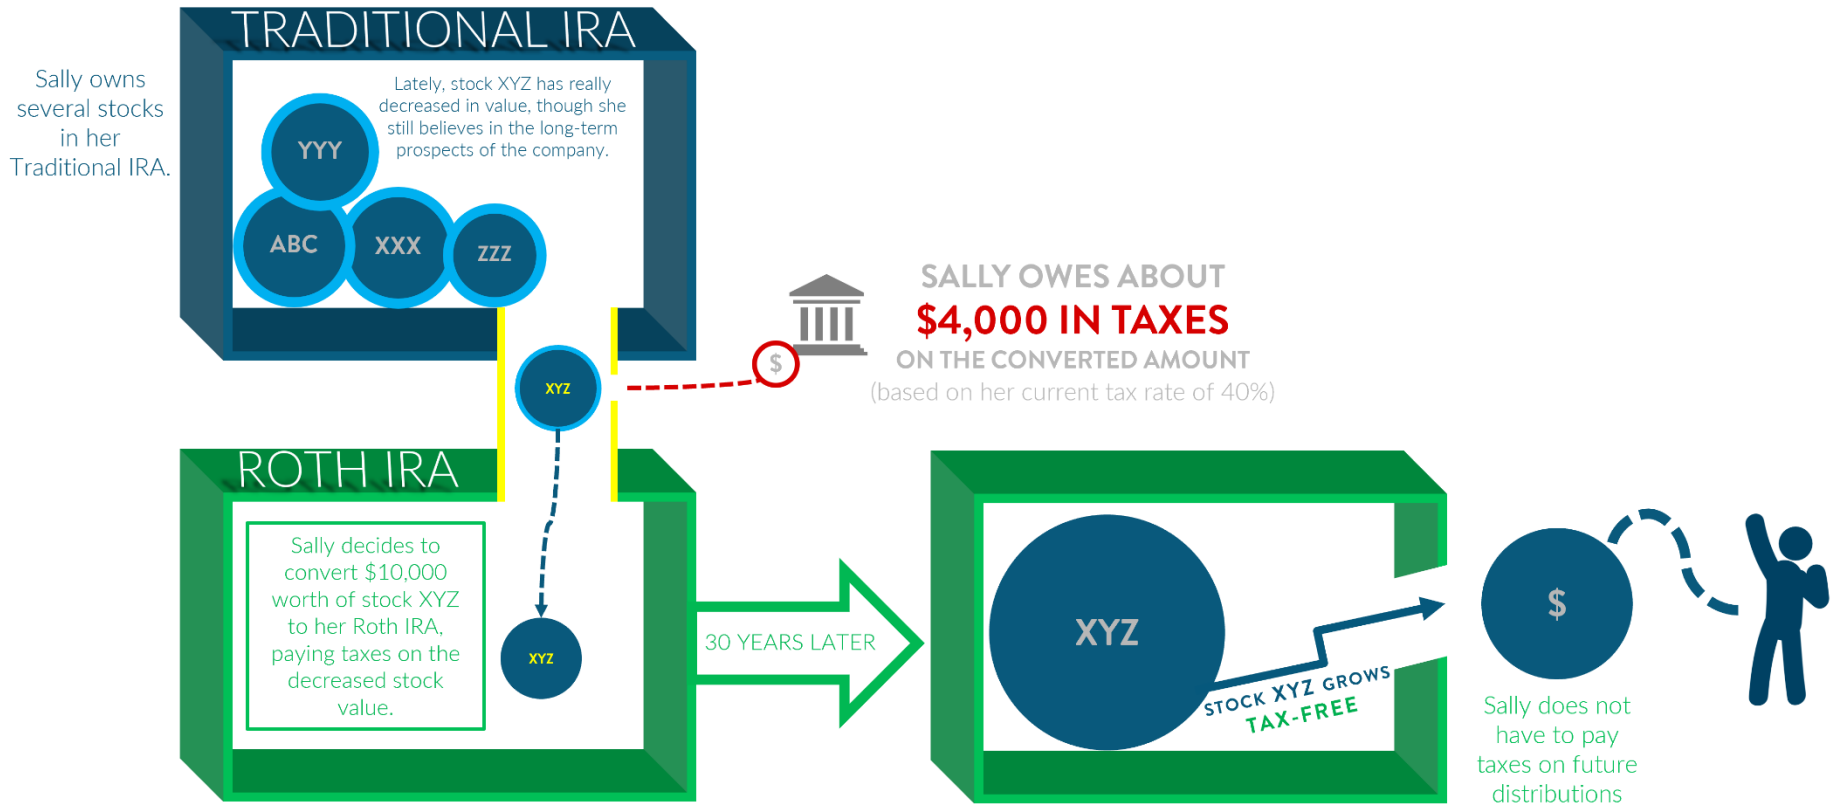 TRADITIONAL IRA
Sally owns
several stocks
in her
Traditional IRA.
Lately, stock XYZ has really
decreased in value, though she
still believes in the long-term
prospects of the company.
YYY
ABC
XXX
ZZZ
XYZ
$
SALLY OWES ABOUT
$4,000 IN TAXES
ON THE CONVERTED AMOUNT
(based on her current tax rate of 40%)
ROTH IRA
Sally decides to
convert $10,000
worth of stock XYZ
to her Roth IRA,
paying taxes on the
decreased stock
value.
XYZ
30 YEARS LATER
XYZ
STOCK XYZ GROWS
TAX-FREE
$
Sally does not
have to pay
taxes on future
distributions